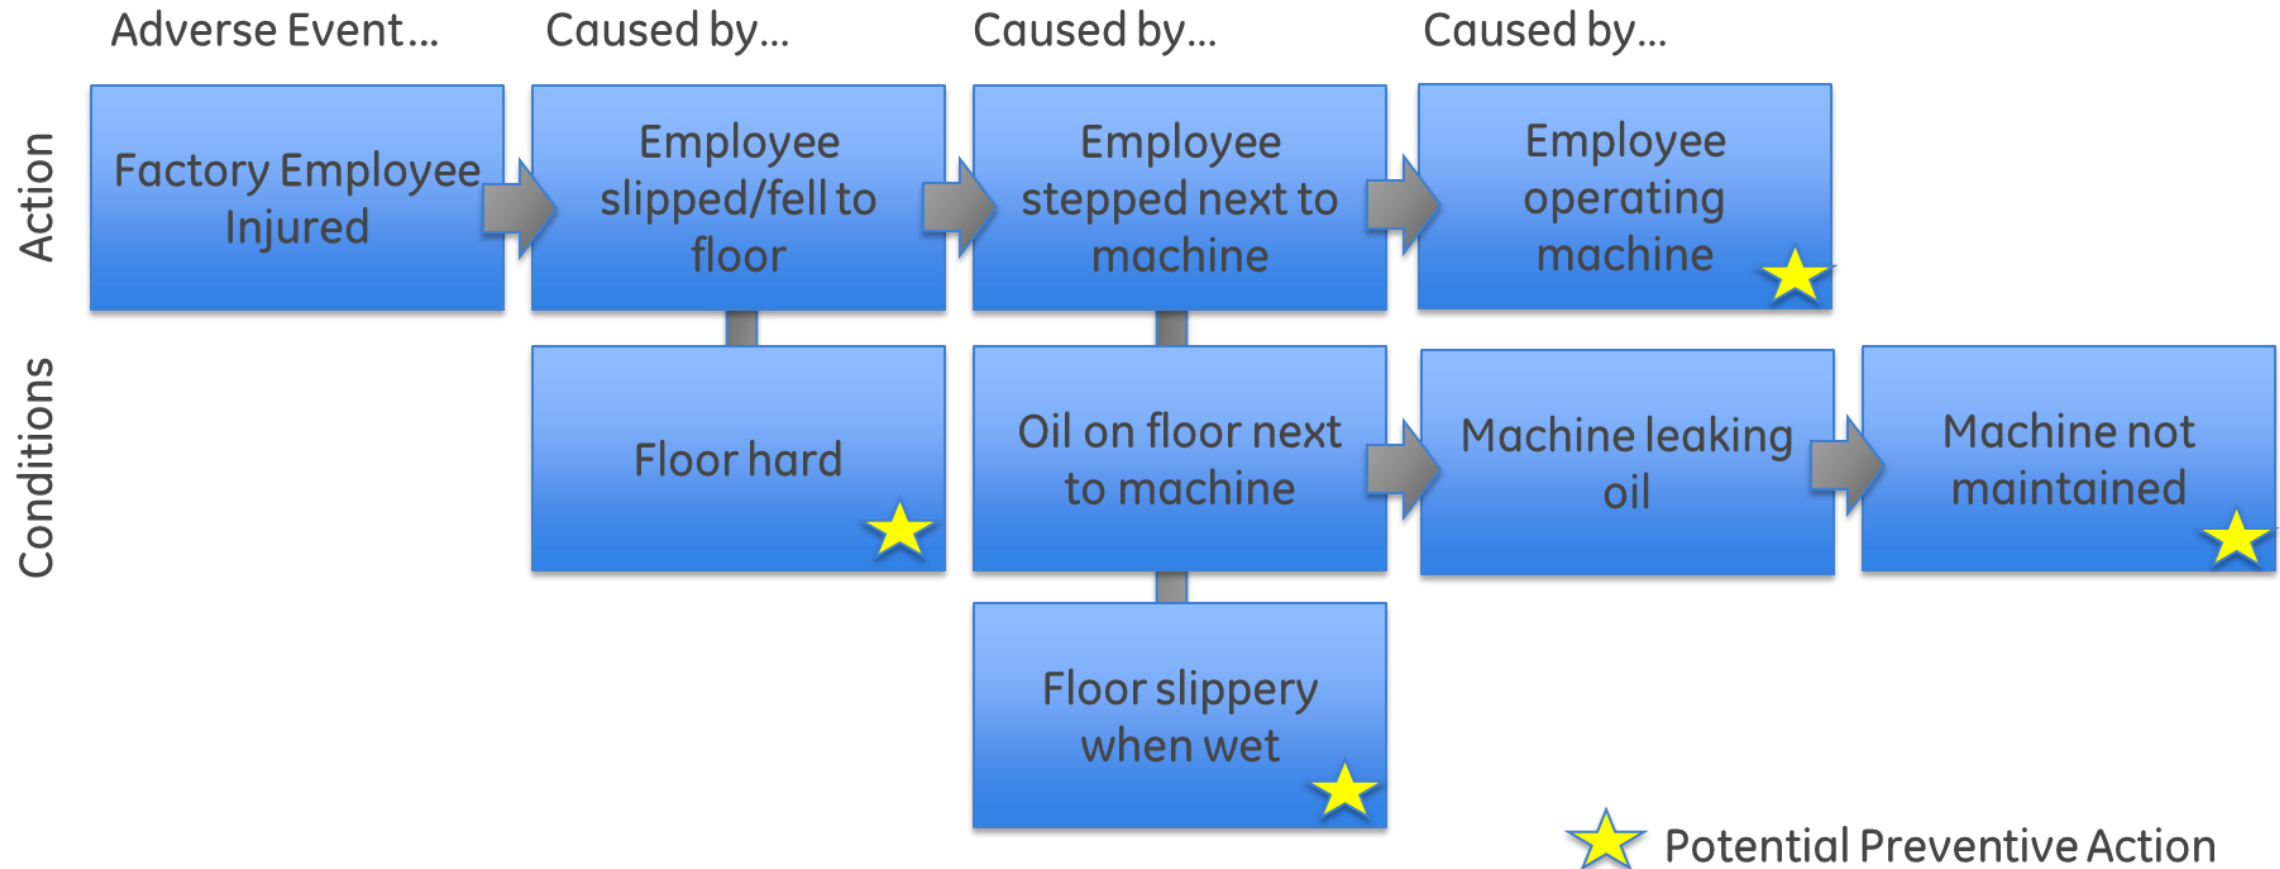 Adverse Event...
Caused by...
Caused by...
Caused by...
Action
Factory Employee
Injured
Employee
slipped/fell to
floor
Employee
stepped next to
machine
Employee
operating
machine
Conditions
Floor hard
Oil on floor next
to machine
Machine leaking
oil
Machine not
maintained
Floor slippery
when wet
Potential Preventive Action